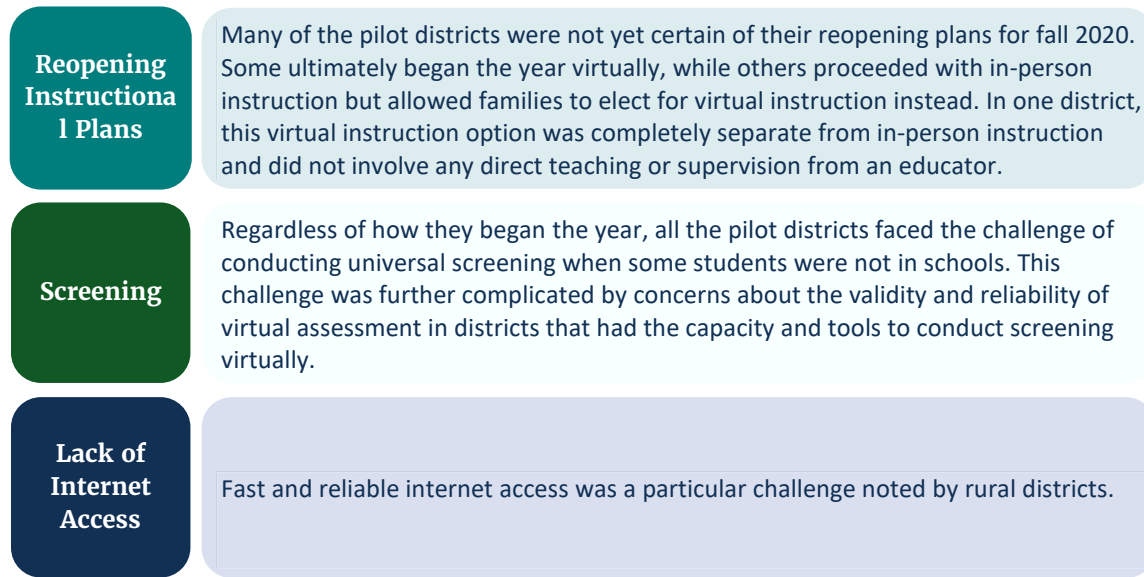 Reopening
Instructiona
l Plans
Many of the pilot districts were not yet certain of their reopening plans for fall 2020.
Some ultimately began the year virtually, while others proceeded with in-person
instruction but allowed families to elect for virtual instruction instead. In one district,
this virtual instruction option was completely separate from in-person instruction
and did not involve any direct teaching or supervision from an educator.
Screening
Regardless of how they began the year, all the pilot districts faced the challenge of
conducting universal screening when some students were not in schools. This
challenge was further complicated by concerns about the validity and reliability of
virtual assessment in districts that had the capacity and tools to conduct screening
virtually.
Lack of
Internet
Access
Fast and reliable internet access was a particular challenge noted by rural districts.